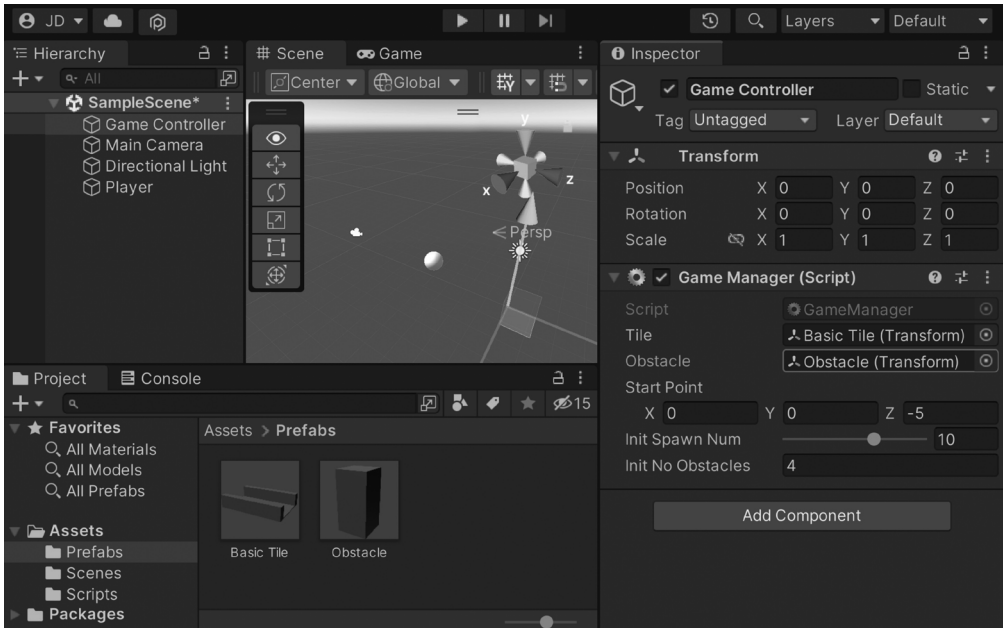 JD
Layers
Default
Hierarchy
All
SampleScene*
Game Controller
Main Camera
Directional Light
Player
Scene
Game
Center
Global
y
x
z
Persp
Inspector
Game Controller
Static
Tag Untagged
Layer Default
Transform
Position X 0 Y 0 Z 0
Rotation X 0 Y 0 Z 0
Scale X 1 Y 1 Z 1
Game Manager (Script)
Script GameManager
Tile Basic Tile (Transform)
Obstacle Obstacle (Transform)
Start Point
X 0 Y 0 Z -5
Init Spawn Num 10
Init No Obstacles 4
Add Component
Project
Console
15
Favorites
All Materials
All Models
All Prefabs
Assets
Prefabs
Scenes
Scripts
Packages
Assets > Prefabs
Basic Tile
Obstacle